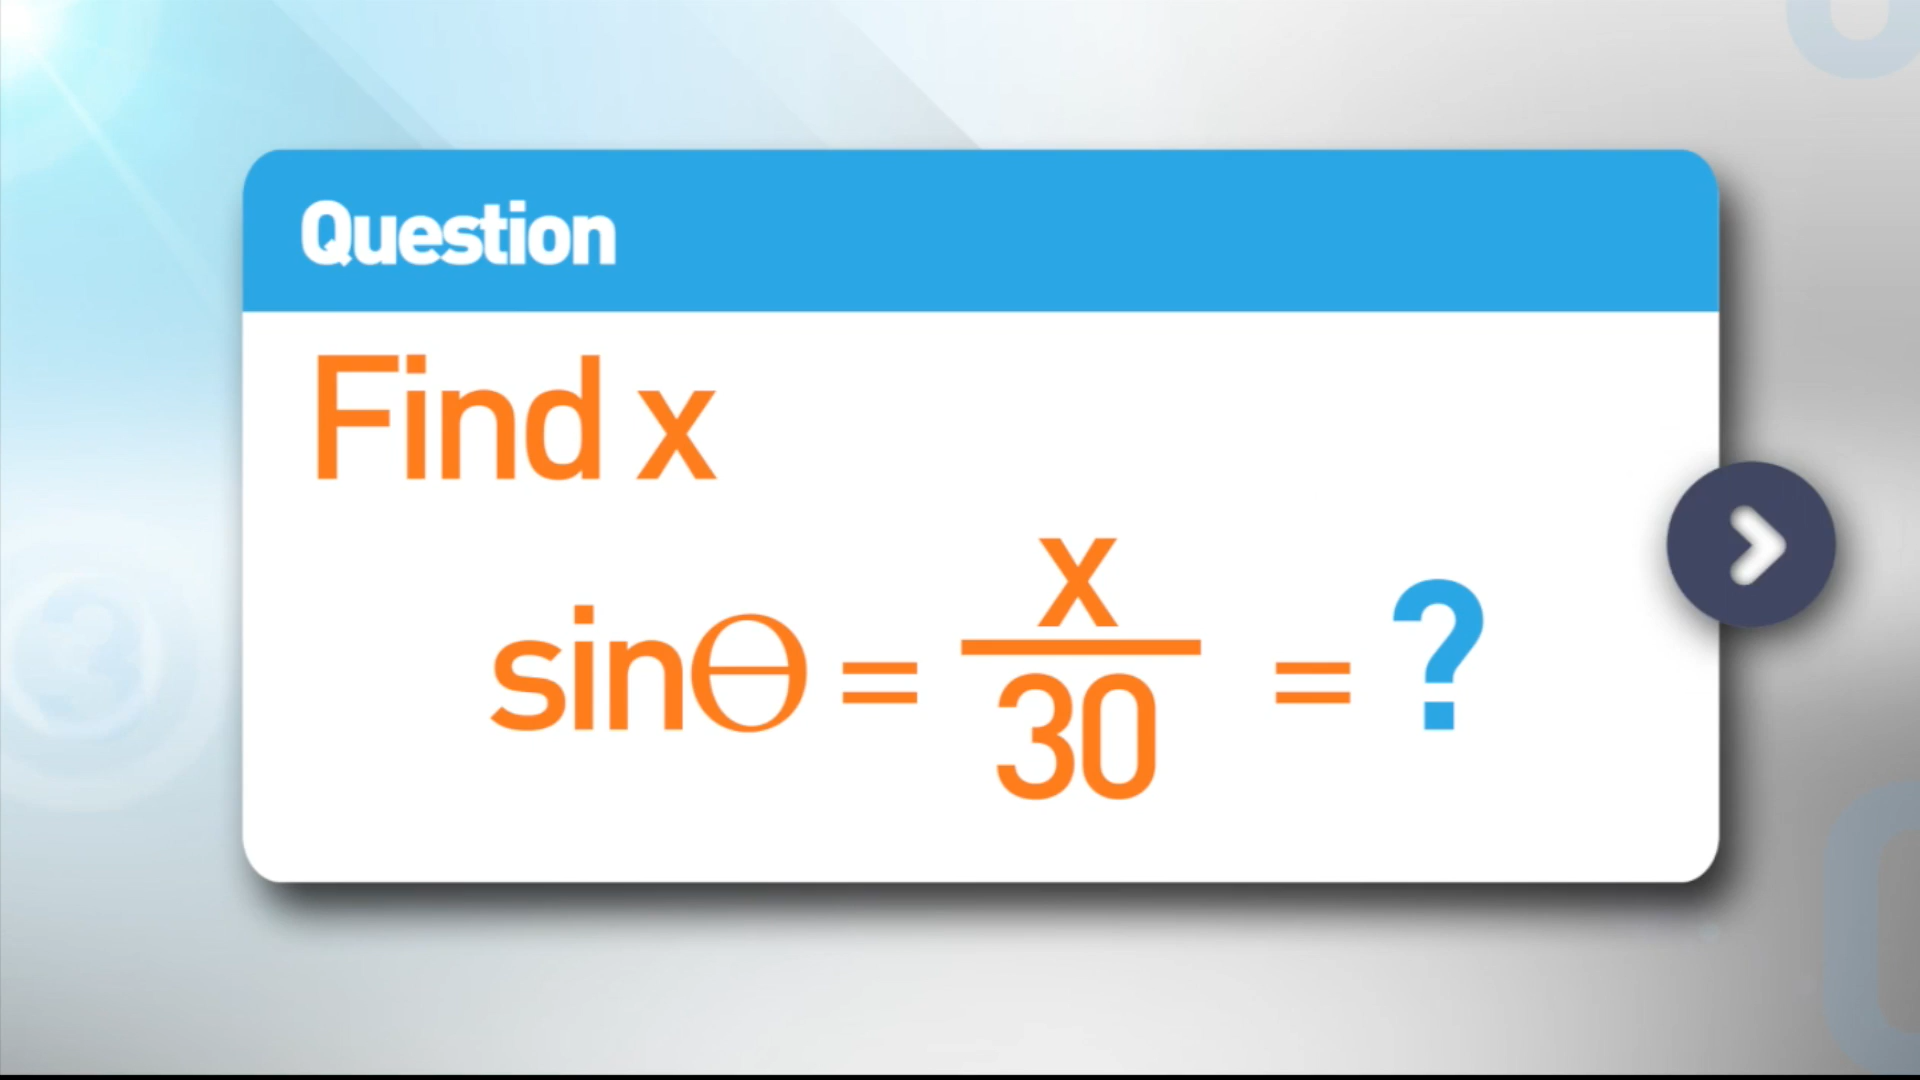 Question
Find x
sinθ = x/30 = ?